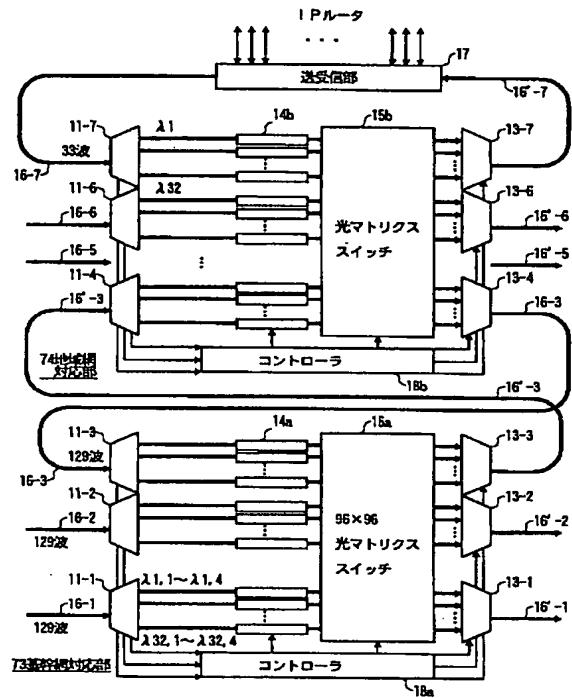 IPルータ
17
送受信部
16'-7
11-7
λ1
14b
15b
13-7
33波
16-7
11-6
λ32
13-6
16-6
16'-6
16-5
16'-5
11-4
光マトリクス
スイッチ
13-4
16'-3
16-3
74地域網
対応部
コントローラ
18b
16'-3
11-3
14a
15a
13-3
129波
16-3
11-2
13-2
16-2
129波
96×96
光マトリクス
スイッチ
16'-2
11-1
λ1,1~λ1,4
13-1
16-1
129波
16'-1
λ32,1~λ32,4
73基幹網対応部
コントローラ
18a